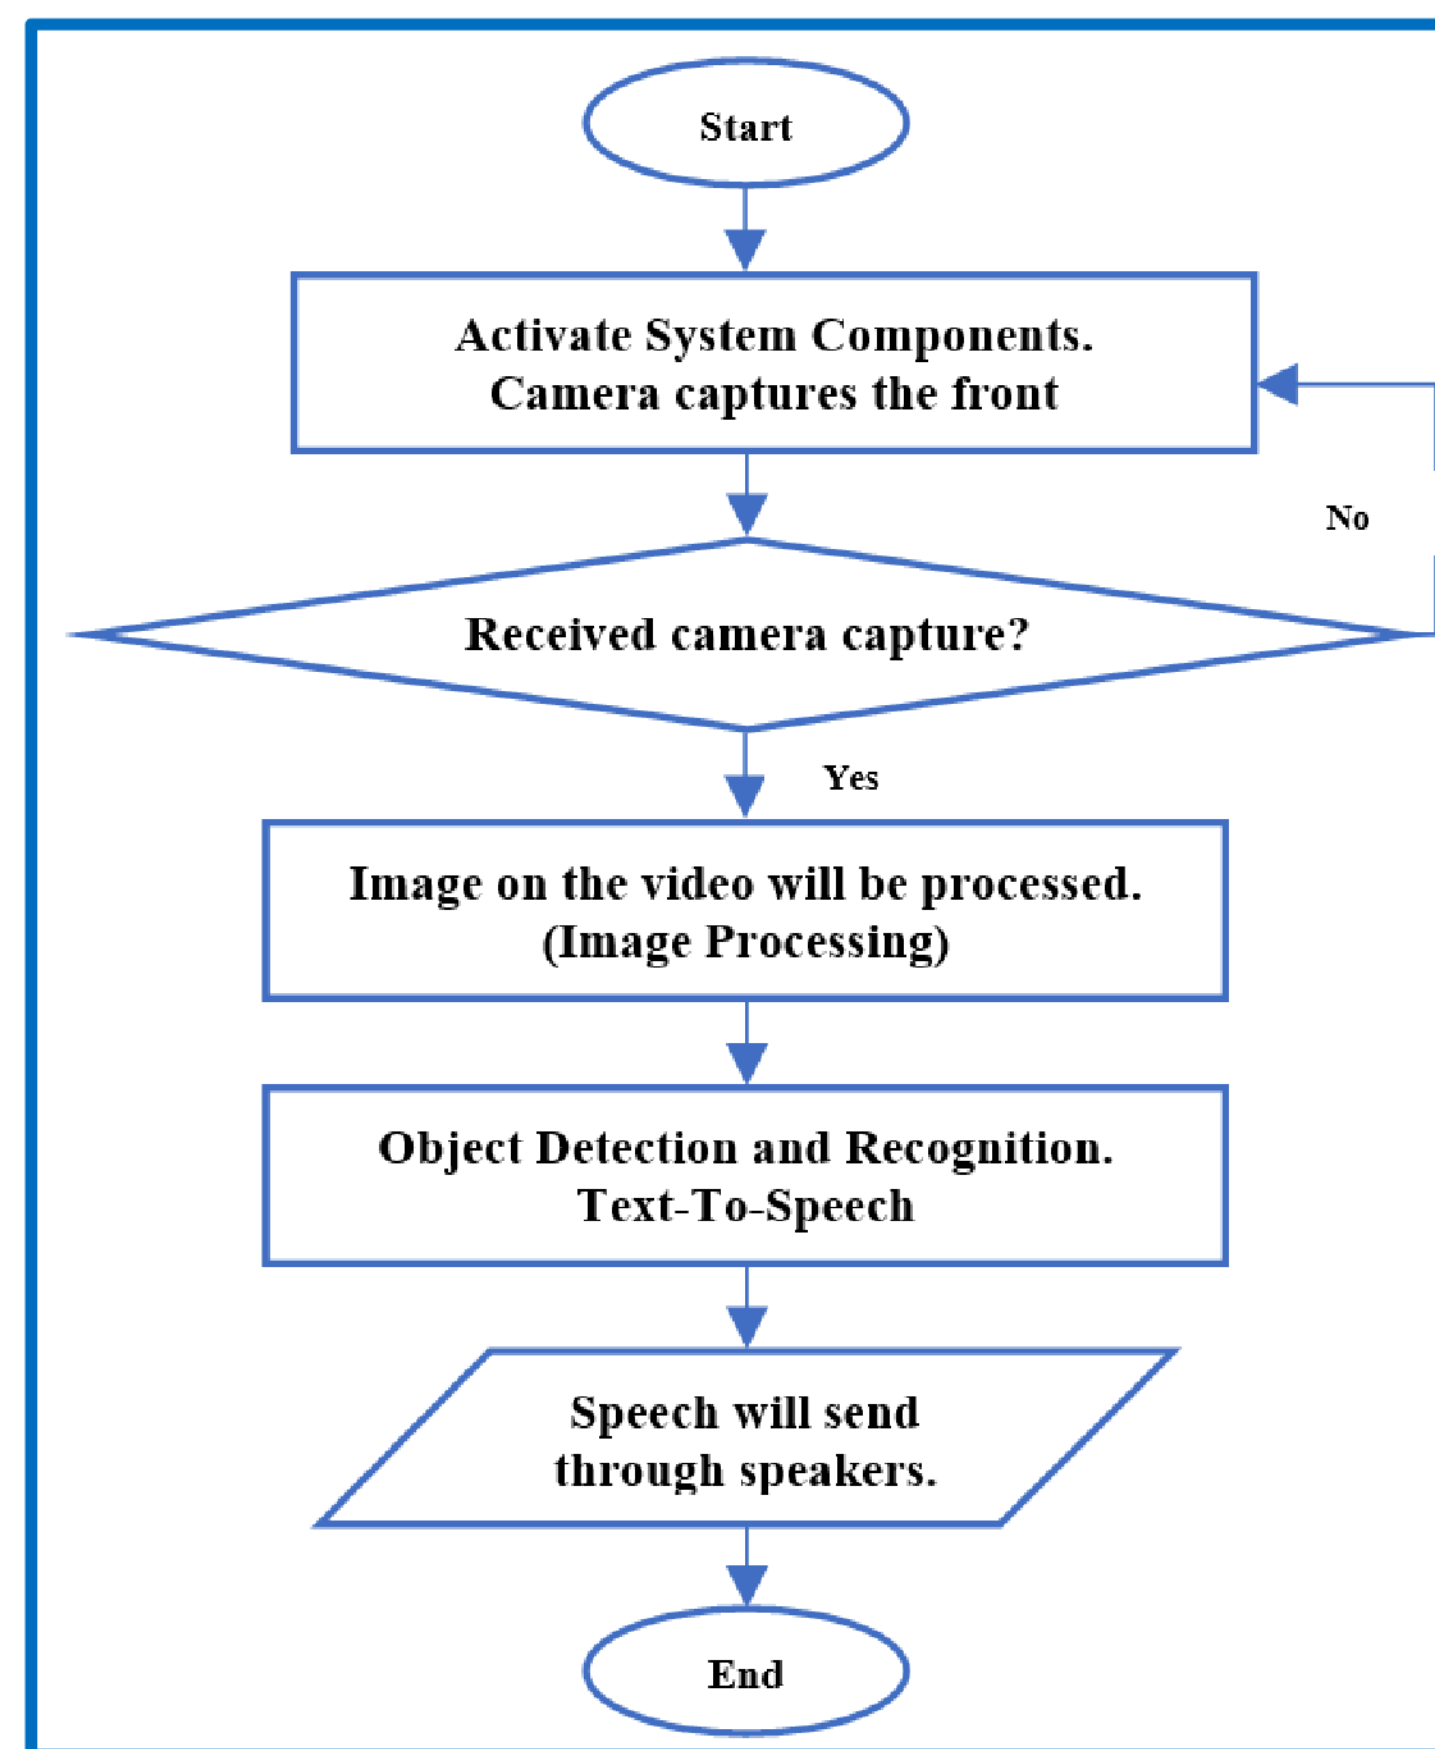 Start
Activate System Components.
Camera captures the front
No
Received camera capture?
Yes
Image on the video will be processed.
(Image Processing)
Object Detection and Recognition.
Text-To-Speech
Speech will send
through speakers.
End